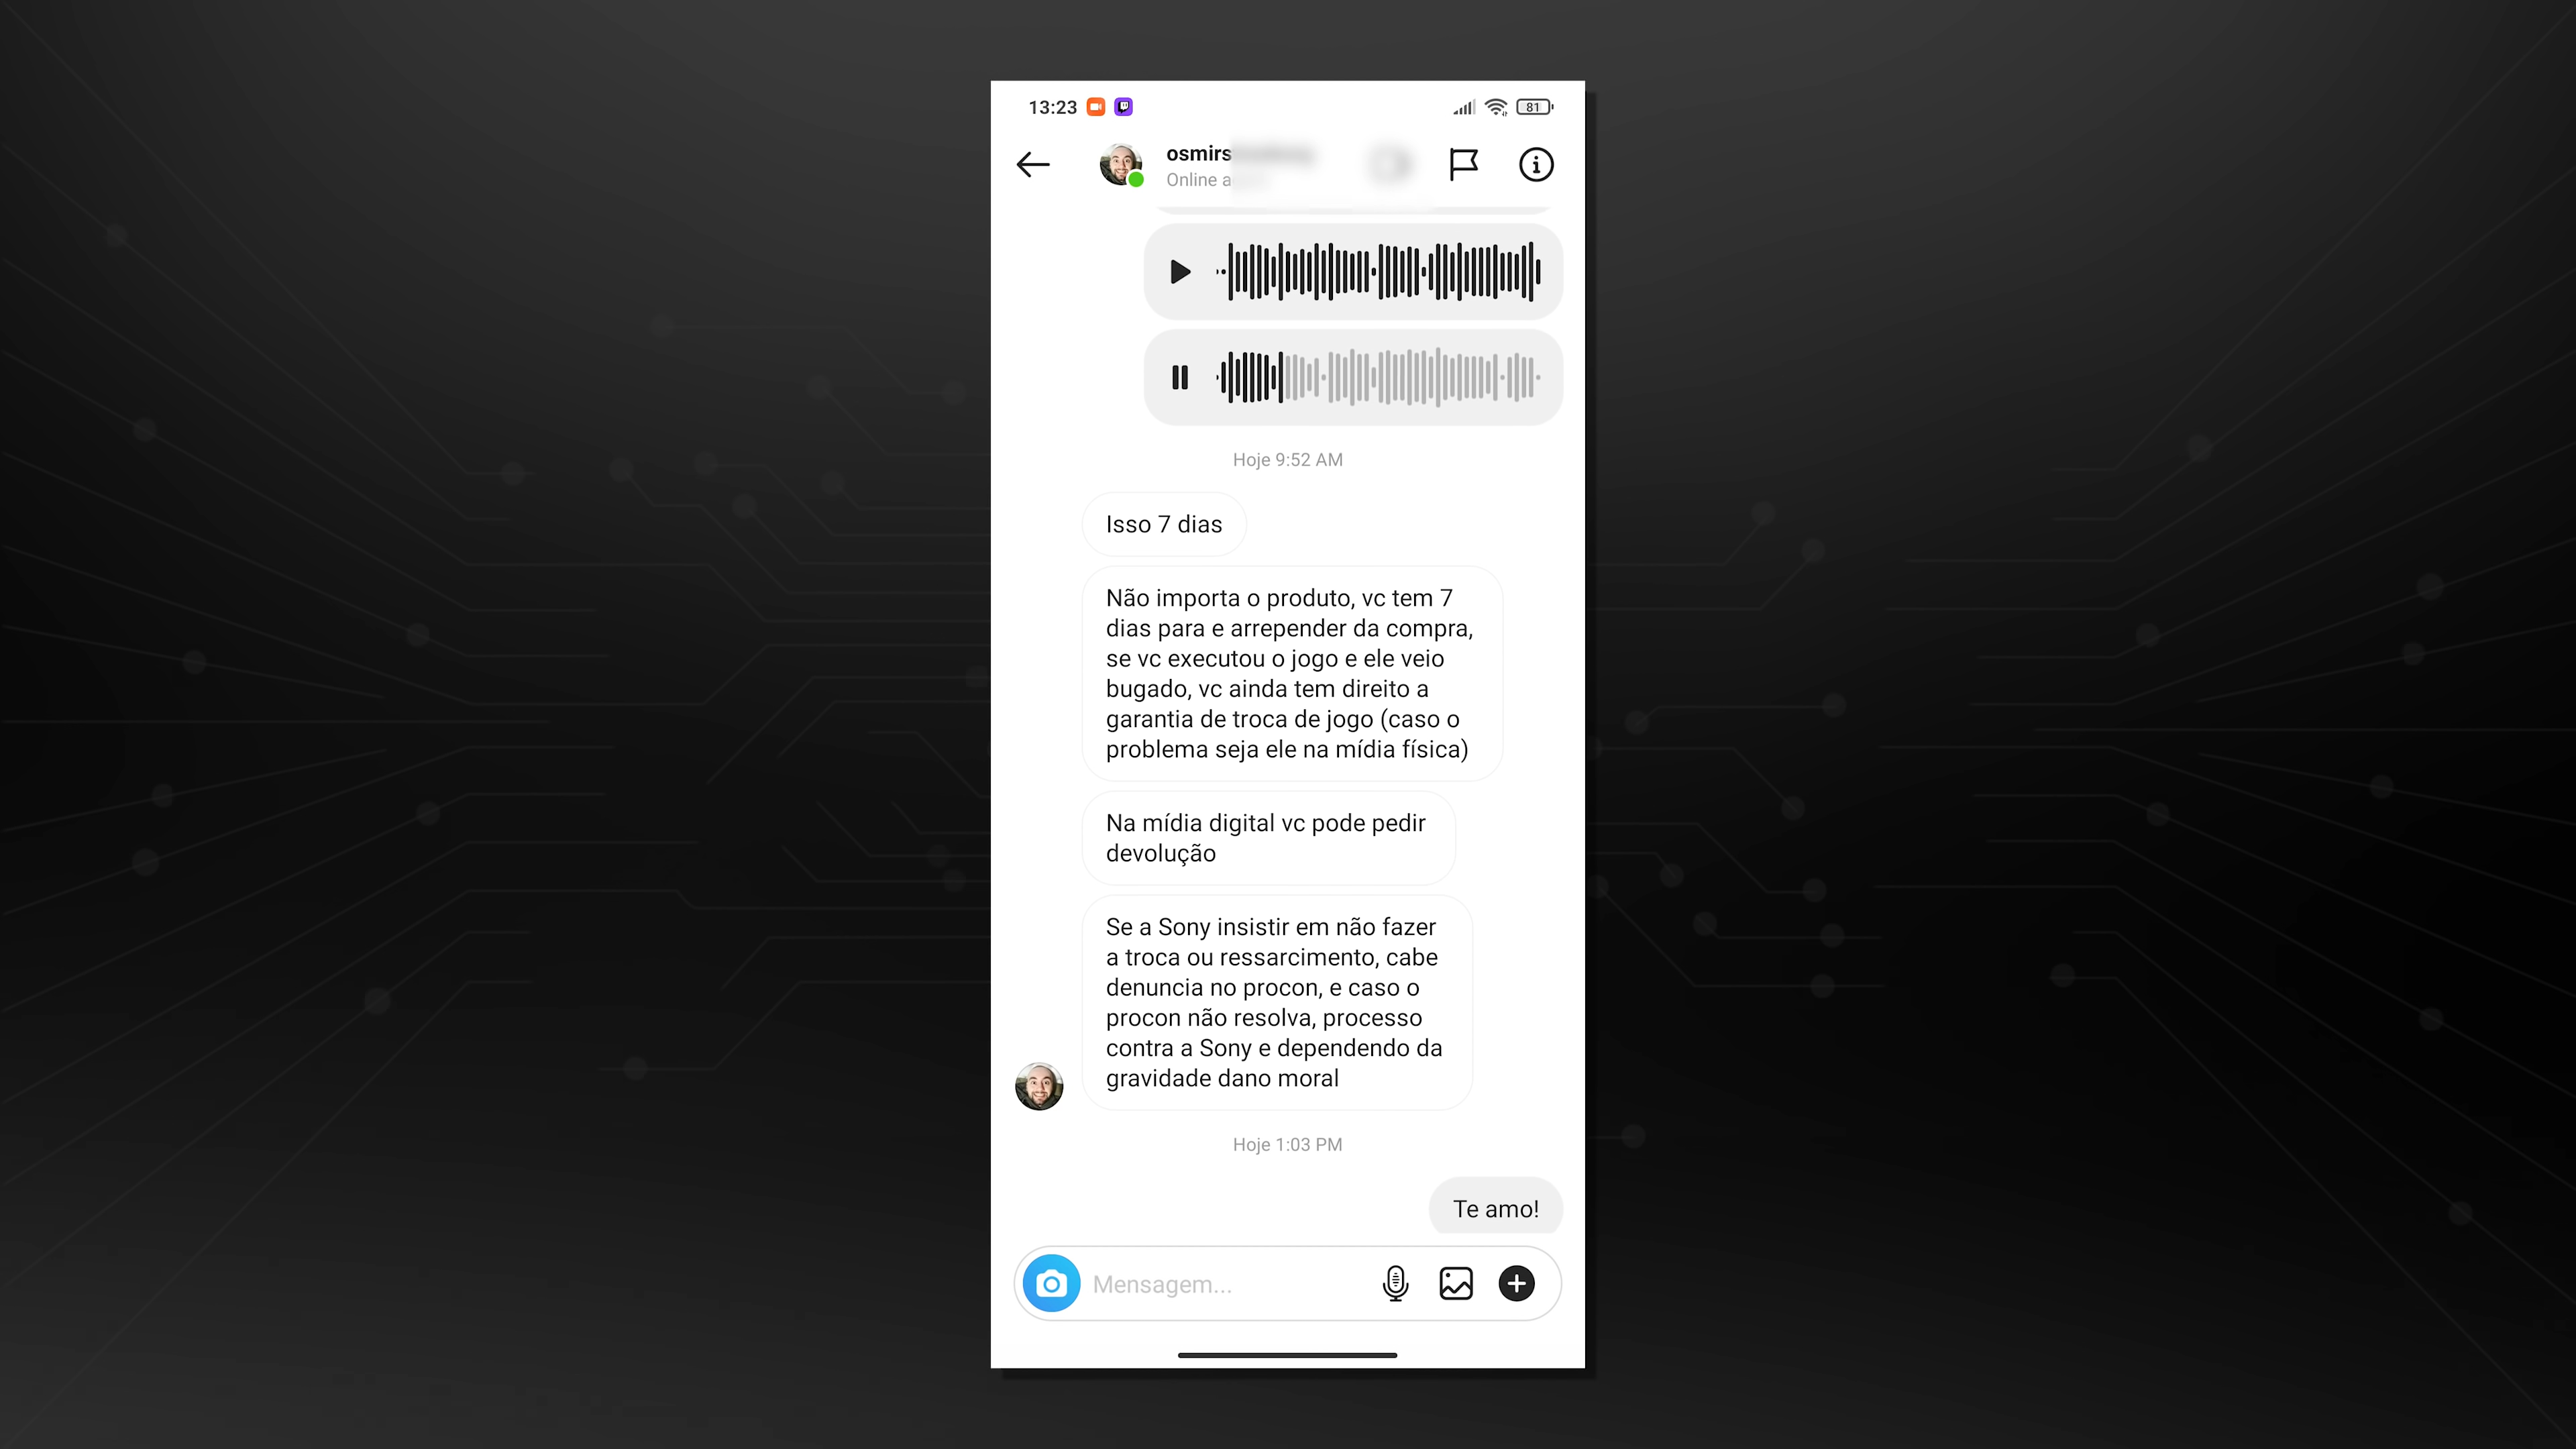 13:23
81
osmirs
Online a
Hoje 9:52 AM
Isso 7 dias
Não importa o produto, vc tem 7
dias para e arrepender da compra,
se vc executou o jogo e ele veio
bugado, vc ainda tem direito a
garantia de troca de jogo (caso o
problema seja ele na mídia física)
Na mídia digital vc pode pedir
devolução
Se a Sony insistir em não fazer
a troca ou ressarcimento, cabe
denuncia no procon, e caso o
procon não resolva, processo
contra a Sony e dependendo da
gravidade dano moral
Hoje 1:03 PM
Te amo!
Mensagem...